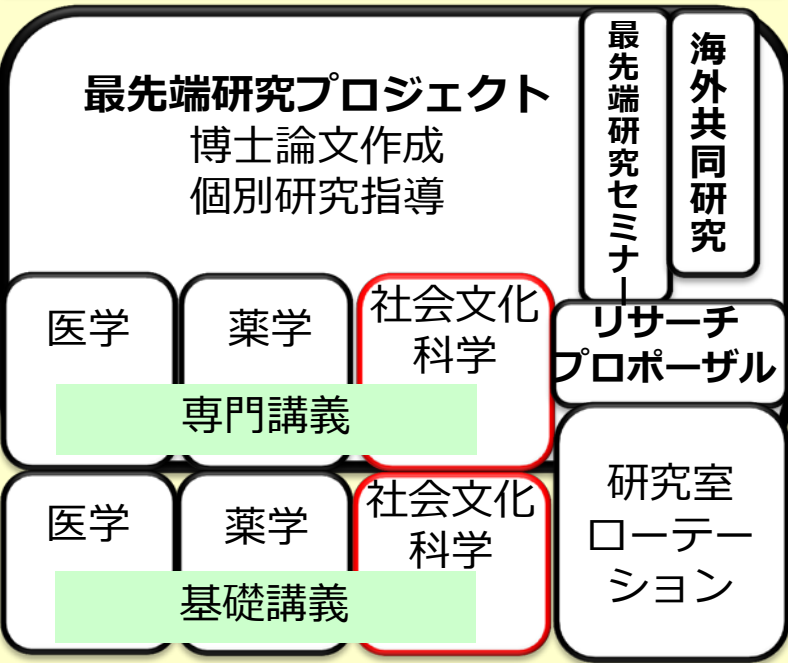 最先端研究プロジェクト
博士論文作成
個別研究指導
最先端研究セミナー
海外共同研究
医学
薬学
社会文化
科学
専門講義
リサーチ
プロポーザル
医学
薬学
社会文化
科学
基礎講義
研究室
ローテー
ション